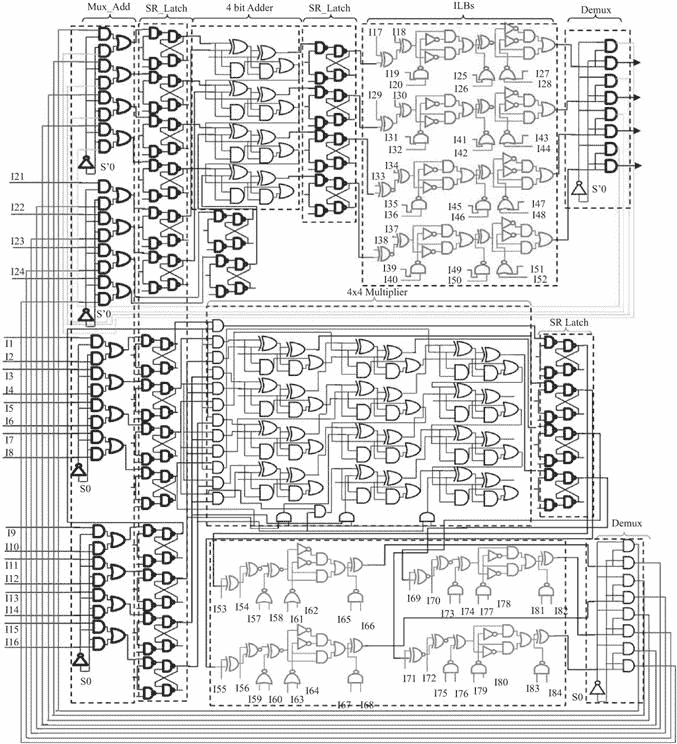 Mux_Add SR_Latch 4 bit Adder SR_Latch ILBs Demux
I17 I18
I19 I20 I25 I26 I27 I28
I29 I30
I31 I32 I41 I42 I43 I44
S'0
I21
I33 I34
S'0
I22
I35 I36 I45 I46 I47 I48
I23
I37 I38
I24
I39 I40 I49 I50 I51 I52
S'0
4x4 Multiplier
SR Latch
I1
I2
I3
I4
I5
I6
I7
I8
S0
Demux
I9
I10
I11
I12
I13
I14
I15
I16
S0
I53 I54 I57 I58 I61 I62 I65 I66
I69 I70 I73 I74 I77 I78 I81 I82
I55 I56 I59 I60 I63 I64 I67 I68
I71 I72 I75 I76 I79 I80 I83 I84
S0